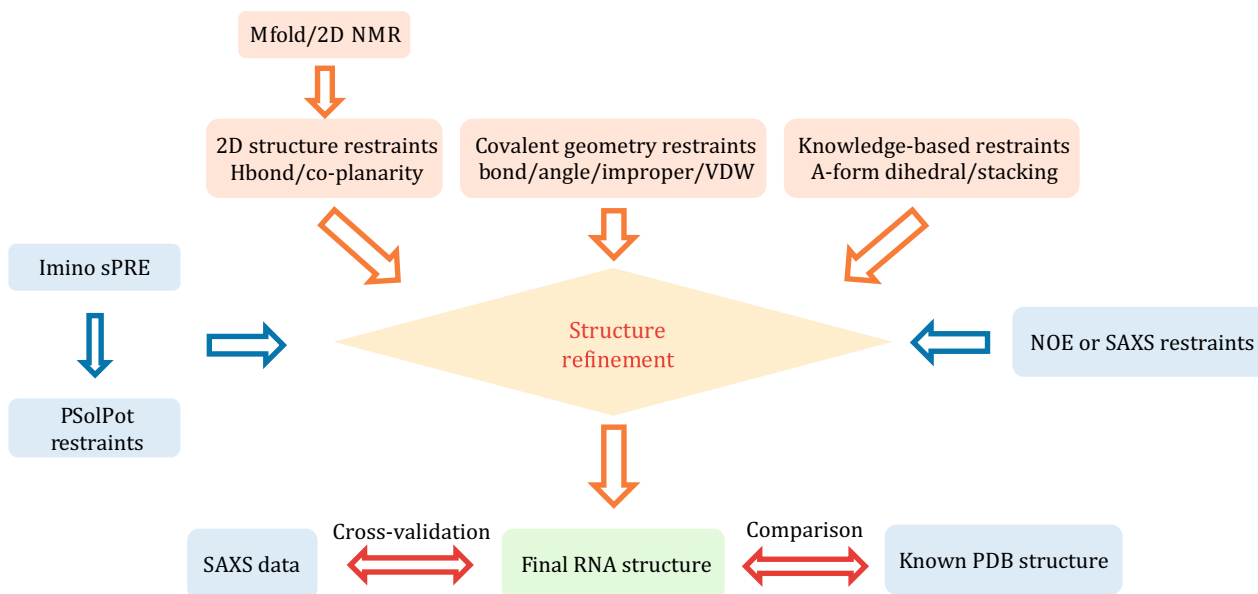 Mfold/2D NMR
2D structure restraints
Hbond/co-planarity
Covalent geometry restraints
bond/angle/improper/VDW
Knowledge-based restraints
A-form dihedral/stacking
Imino sPRE
Structure
refinement
NOE or SAXS restraints
PSolPot
restraints
Cross-validation
Comparison
SAXS data
Final RNA structure
Known PDB structure